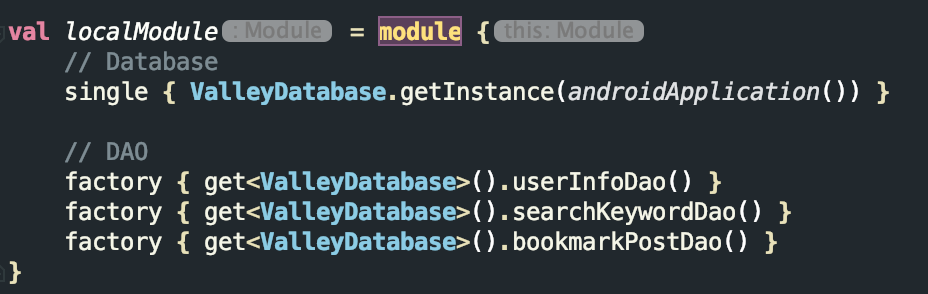 val localModule : Module = module { this: Module
    // Database
    single { ValleyDatabase.getInstance(androidApplication()) }

    // DAO
    factory { get<ValleyDatabase>().userInfoDao() }
    factory { get<ValleyDatabase>().searchKeywordDao() }
    factory { get<ValleyDatabase>().bookmarkPostDao() }
}